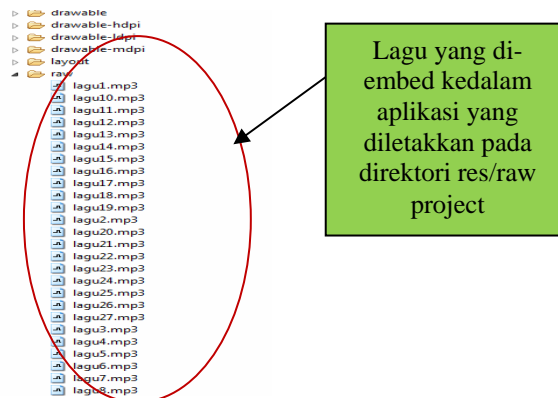 drawable
drawable-hdpi
drawable-ldpi
drawable-mdpi
layout
raw
lagu1.mp3
lagu10.mp3
lagu11.mp3
lagu12.mp3
lagu13.mp3
lagu14.mp3
lagu15.mp3
lagu16.mp3
lagu17.mp3
lagu18.mp3
lagu19.mp3
lagu2.mp3
lagu20.mp3
lagu21.mp3
lagu22.mp3
lagu23.mp3
lagu24.mp3
lagu25.mp3
lagu26.mp3
lagu27.mp3
lagu3.mp3
lagu4.mp3
lagu5.mp3
lagu6.mp3
lagu7.mp3
lagu8.mp3
Lagu yang di-
embed kedalam
aplikasi yang
diletakkan pada
direktori res/raw
project